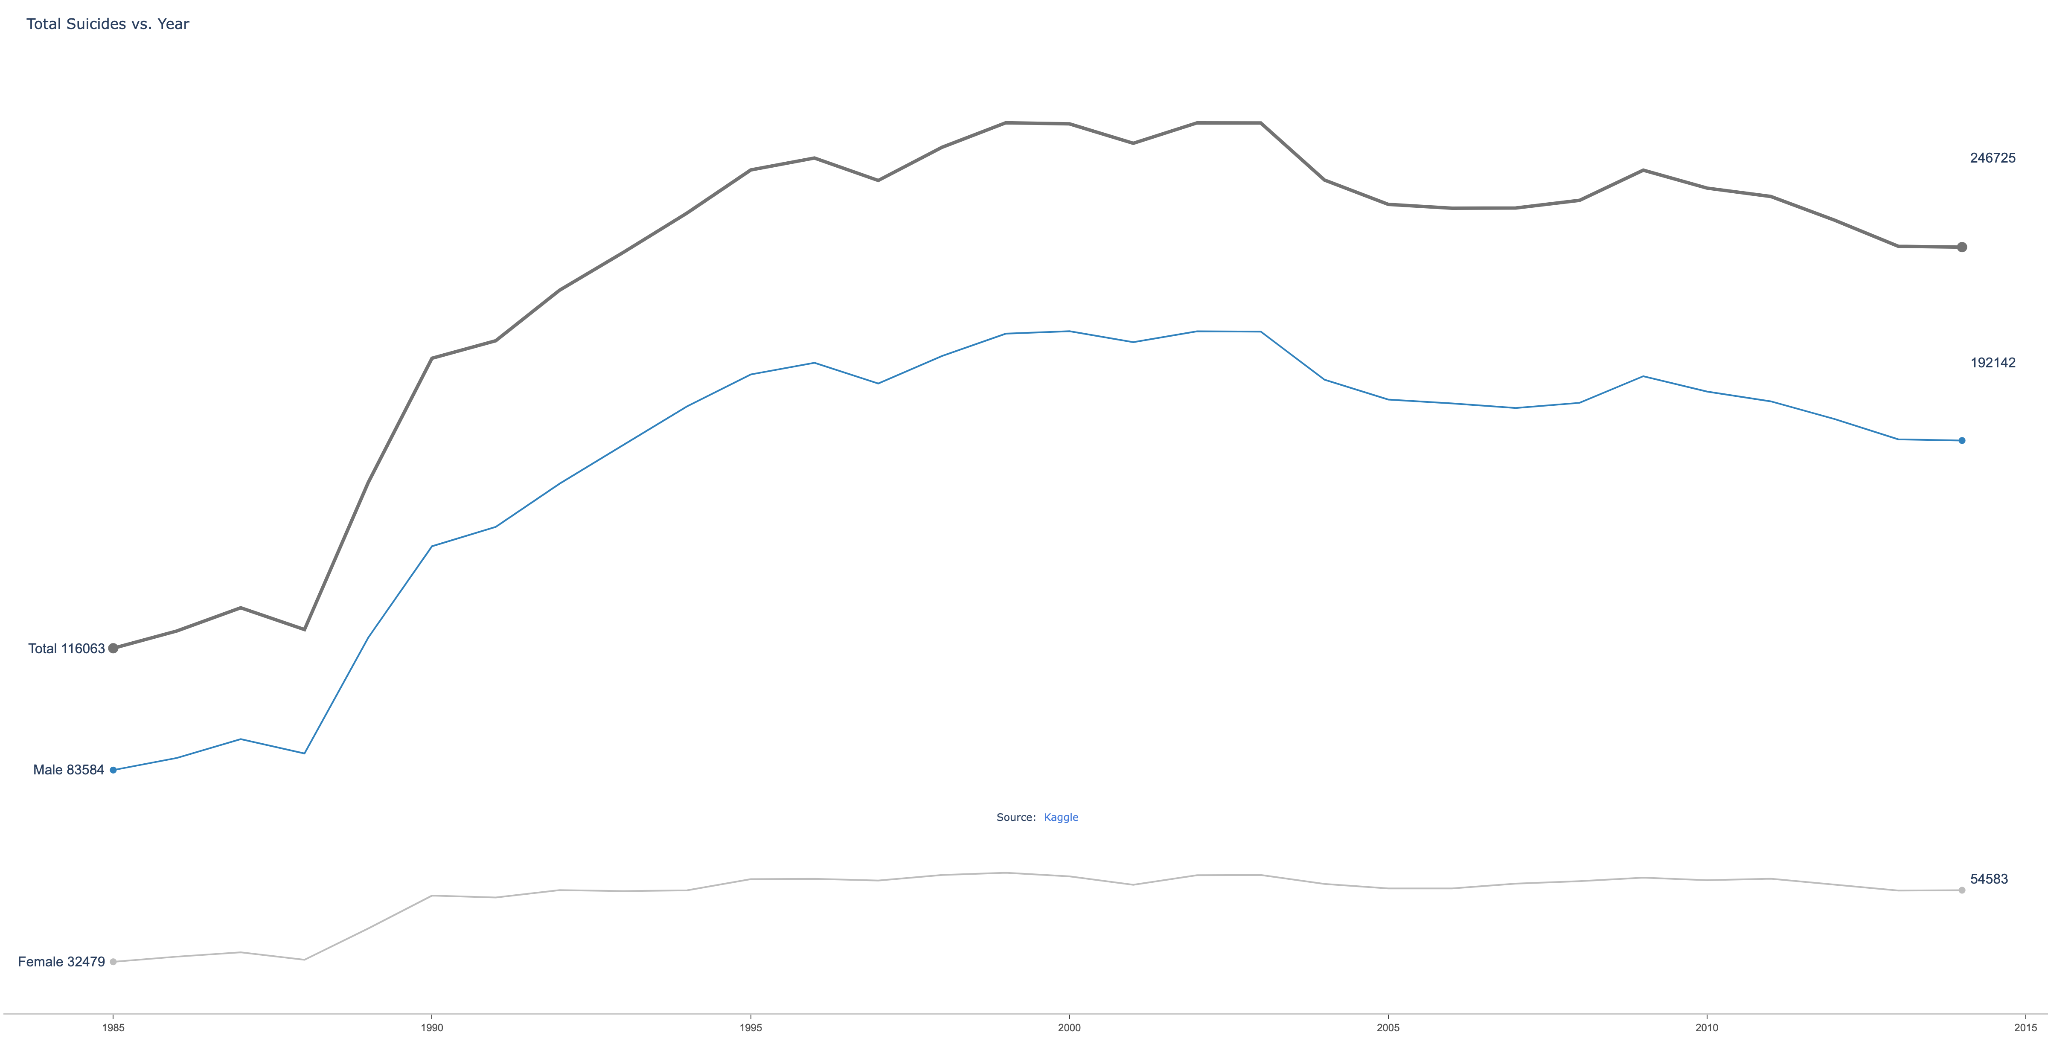 Total Suicides vs. Year
246725
192142
Total 116063
Male 83584
Source: Kaggle
54583
Female 32479
1985 1990 1995 2000 2005 2010 2015